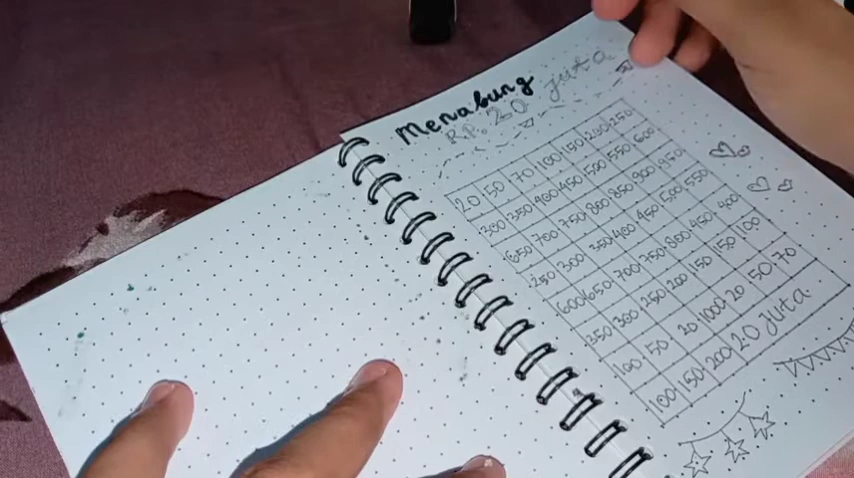 Menabung
Rp. 20 juta
20 50 70 100 150 200 250
300 350 400 450 500 550 600
650 700 750 800 850 900 950
250 300 350 400 450 500 550
600 650 700 750 800 450 400
350 300 250 200 150 150 100
100 50 20 1000 20 50 70
100 150 200 20 juta